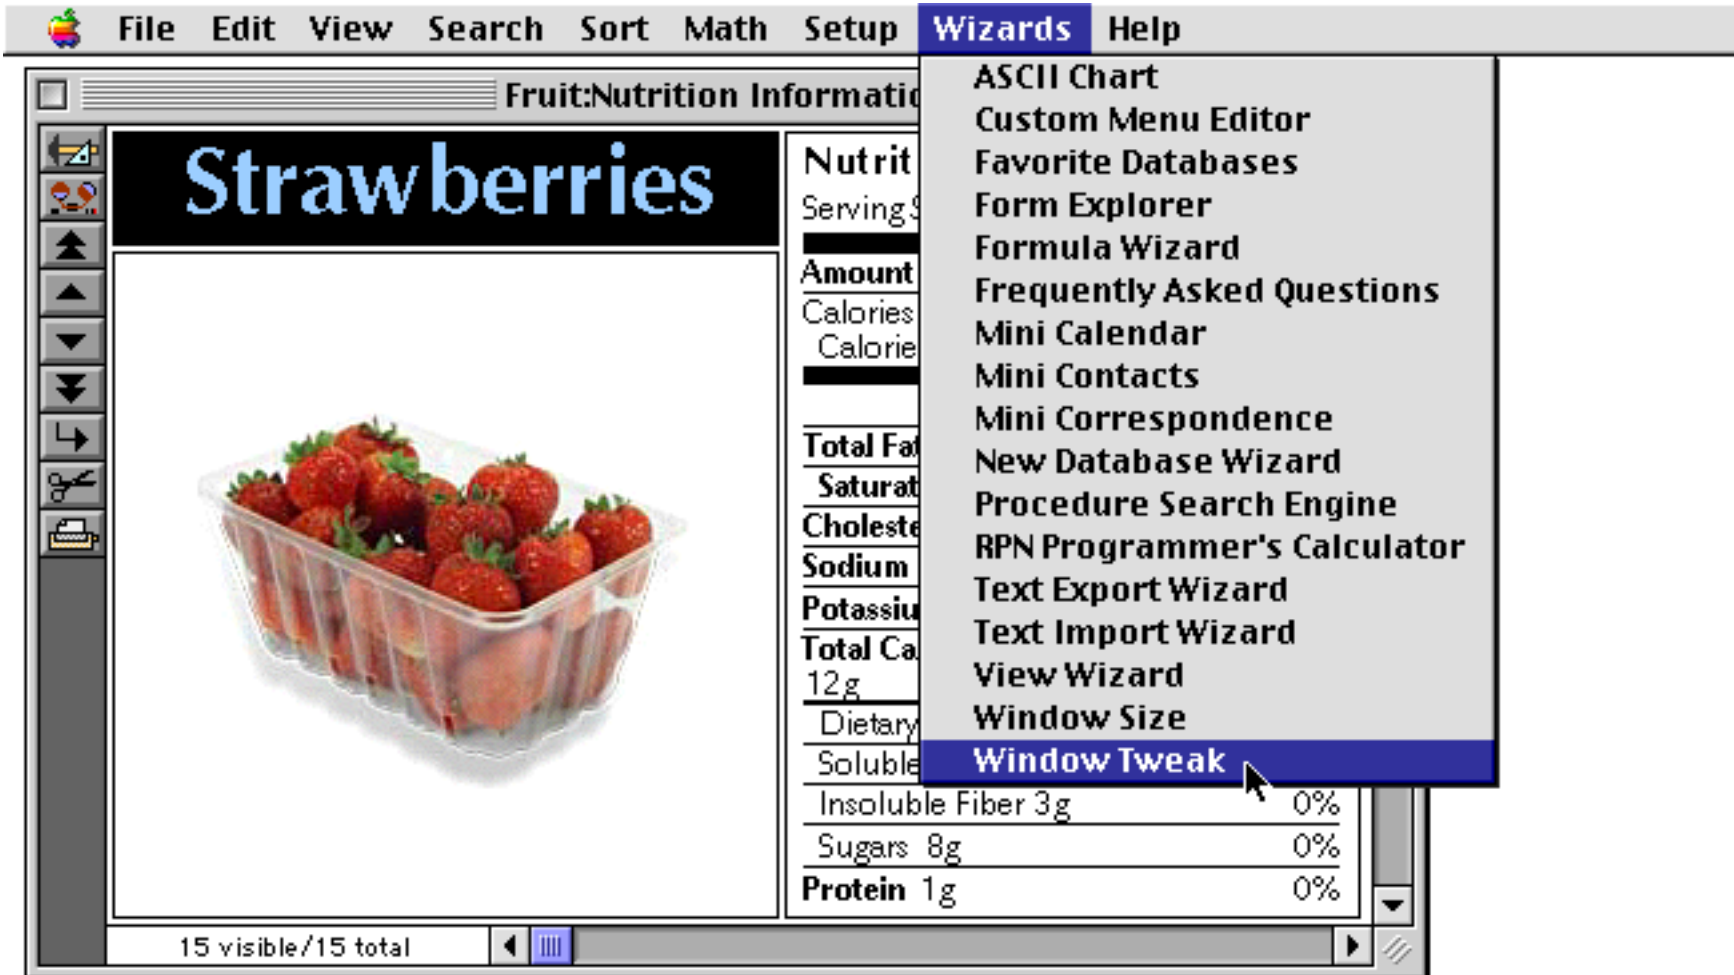 File Edit View Search Sort Math Setup Wizards Help
Fruit:Nutrition Informatio
Strawberries
Nutrit
Serving S
Amount
Calories
Calorie
Total Fat
Saturat
Choleste
Sodium
Potassiu
Total Ca
12g
Dietary
Soluble
Insoluble Fiber 3g 0%
Sugars 8g 0%
Protein 1g 0%
15 visible/15 total
ASCII Chart
Custom Menu Editor
Favorite Databases
Form Explorer
Formula Wizard
Frequently Asked Questions
Mini Calendar
Mini Contacts
Mini Correspondence
New Database Wizard
Procedure Search Engine
RPN Programmer's Calculator
Text Export Wizard
Text Import Wizard
View Wizard
Window Size
Window Tweak